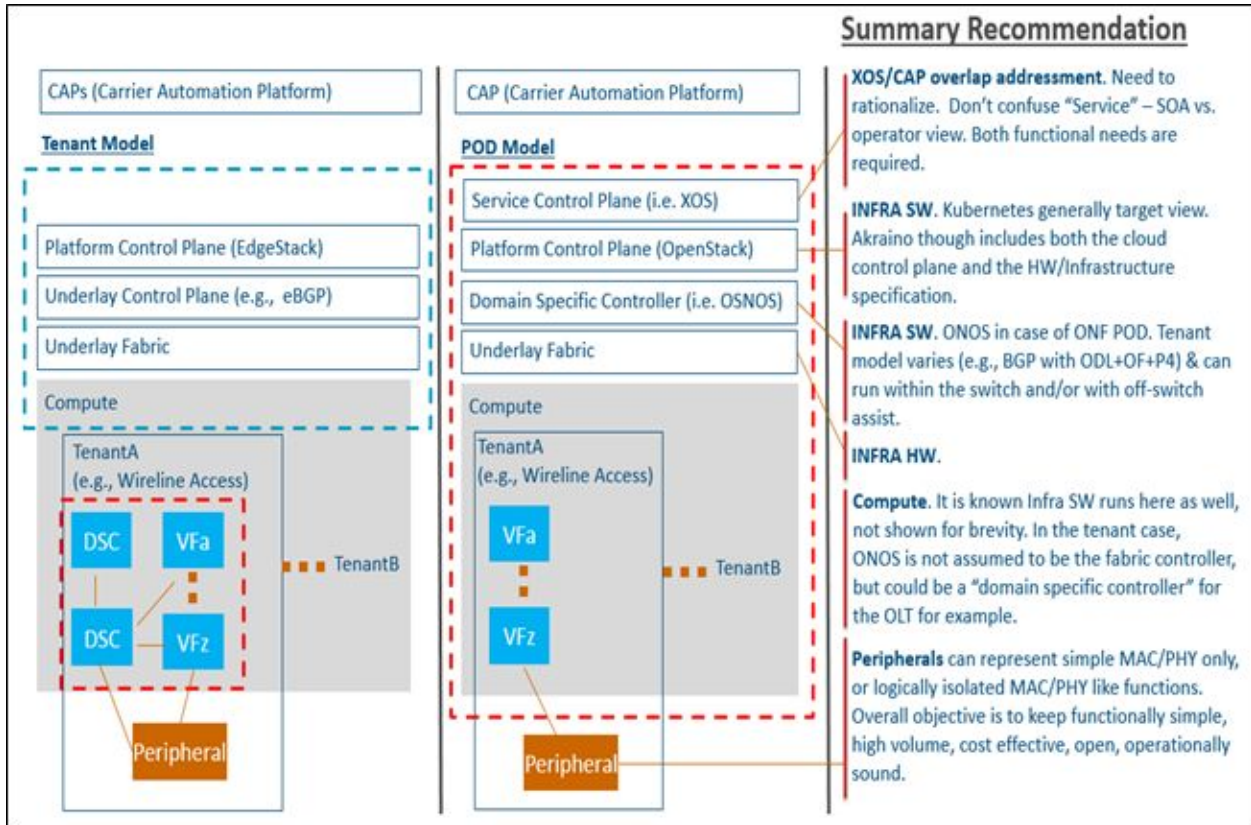 CAPs (Carrier Automation Platform)
Tenant Model
Platform Control Plane (EdgeStack)
Underlay Control Plane (e.g., eBGP)
Underlay Fabric
Compute
TenantA
(e.g., Wireline Access)
DSC
VFa
DSC
VFz
TenantB
Peripheral
CAP (Carrier Automation Platform)
POD Model
Service Control Plane (i.e. XOS)
Platform Control Plane (OpenStack)
Domain Specific Controller (i.e. OSNOS)
Underlay Fabric
Compute
TenantA
(e.g., Wireline Access)
VFa
VFz
TenantB
Peripheral
Summary Recommendation
XOS/CAP overlap addressment. Need to
rationalize. Don't confuse “Service” – SOA vs.
operator view. Both functional needs are
required.
INFRA SW. Kubernetes generally target view.
Akraino though includes both the cloud
control plane and the HW/Infrastructure
specification.
INFRA SW. ONOS in case of ONF POD. Tenant
model varies (e.g., BGP with ODL+OF+P4) & can
run within the switch and/or with off-switch
assist.
INFRA HW.
Compute. It is known Infra SW runs here as well,
not shown for brevity. In the tenant case,
ONOS is not assumed to be the fabric controller,
but could be a “domain specific controller” for
the OLT for example.
Peripherals can represent simple MAC/PHY only,
or logically isolated MAC/PHY like functions.
Overall objective is to keep functionally simple,
high volume, cost effective, open, operationally
sound.